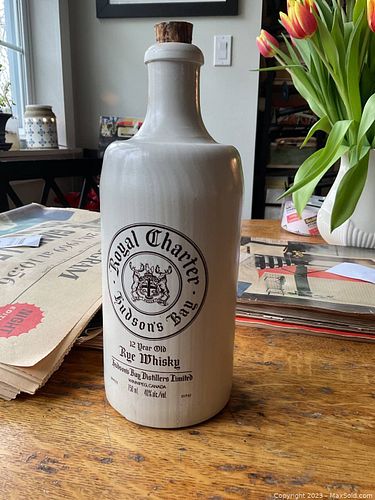 Royal Charter
Hudson's Bay
12 Year Old
Rye Whisky
Hudson's Bay Distillers Limited
WINNIPEG, CANADA
750 ml 40% alc./vol
Copyright 2023 - MaxSold.com